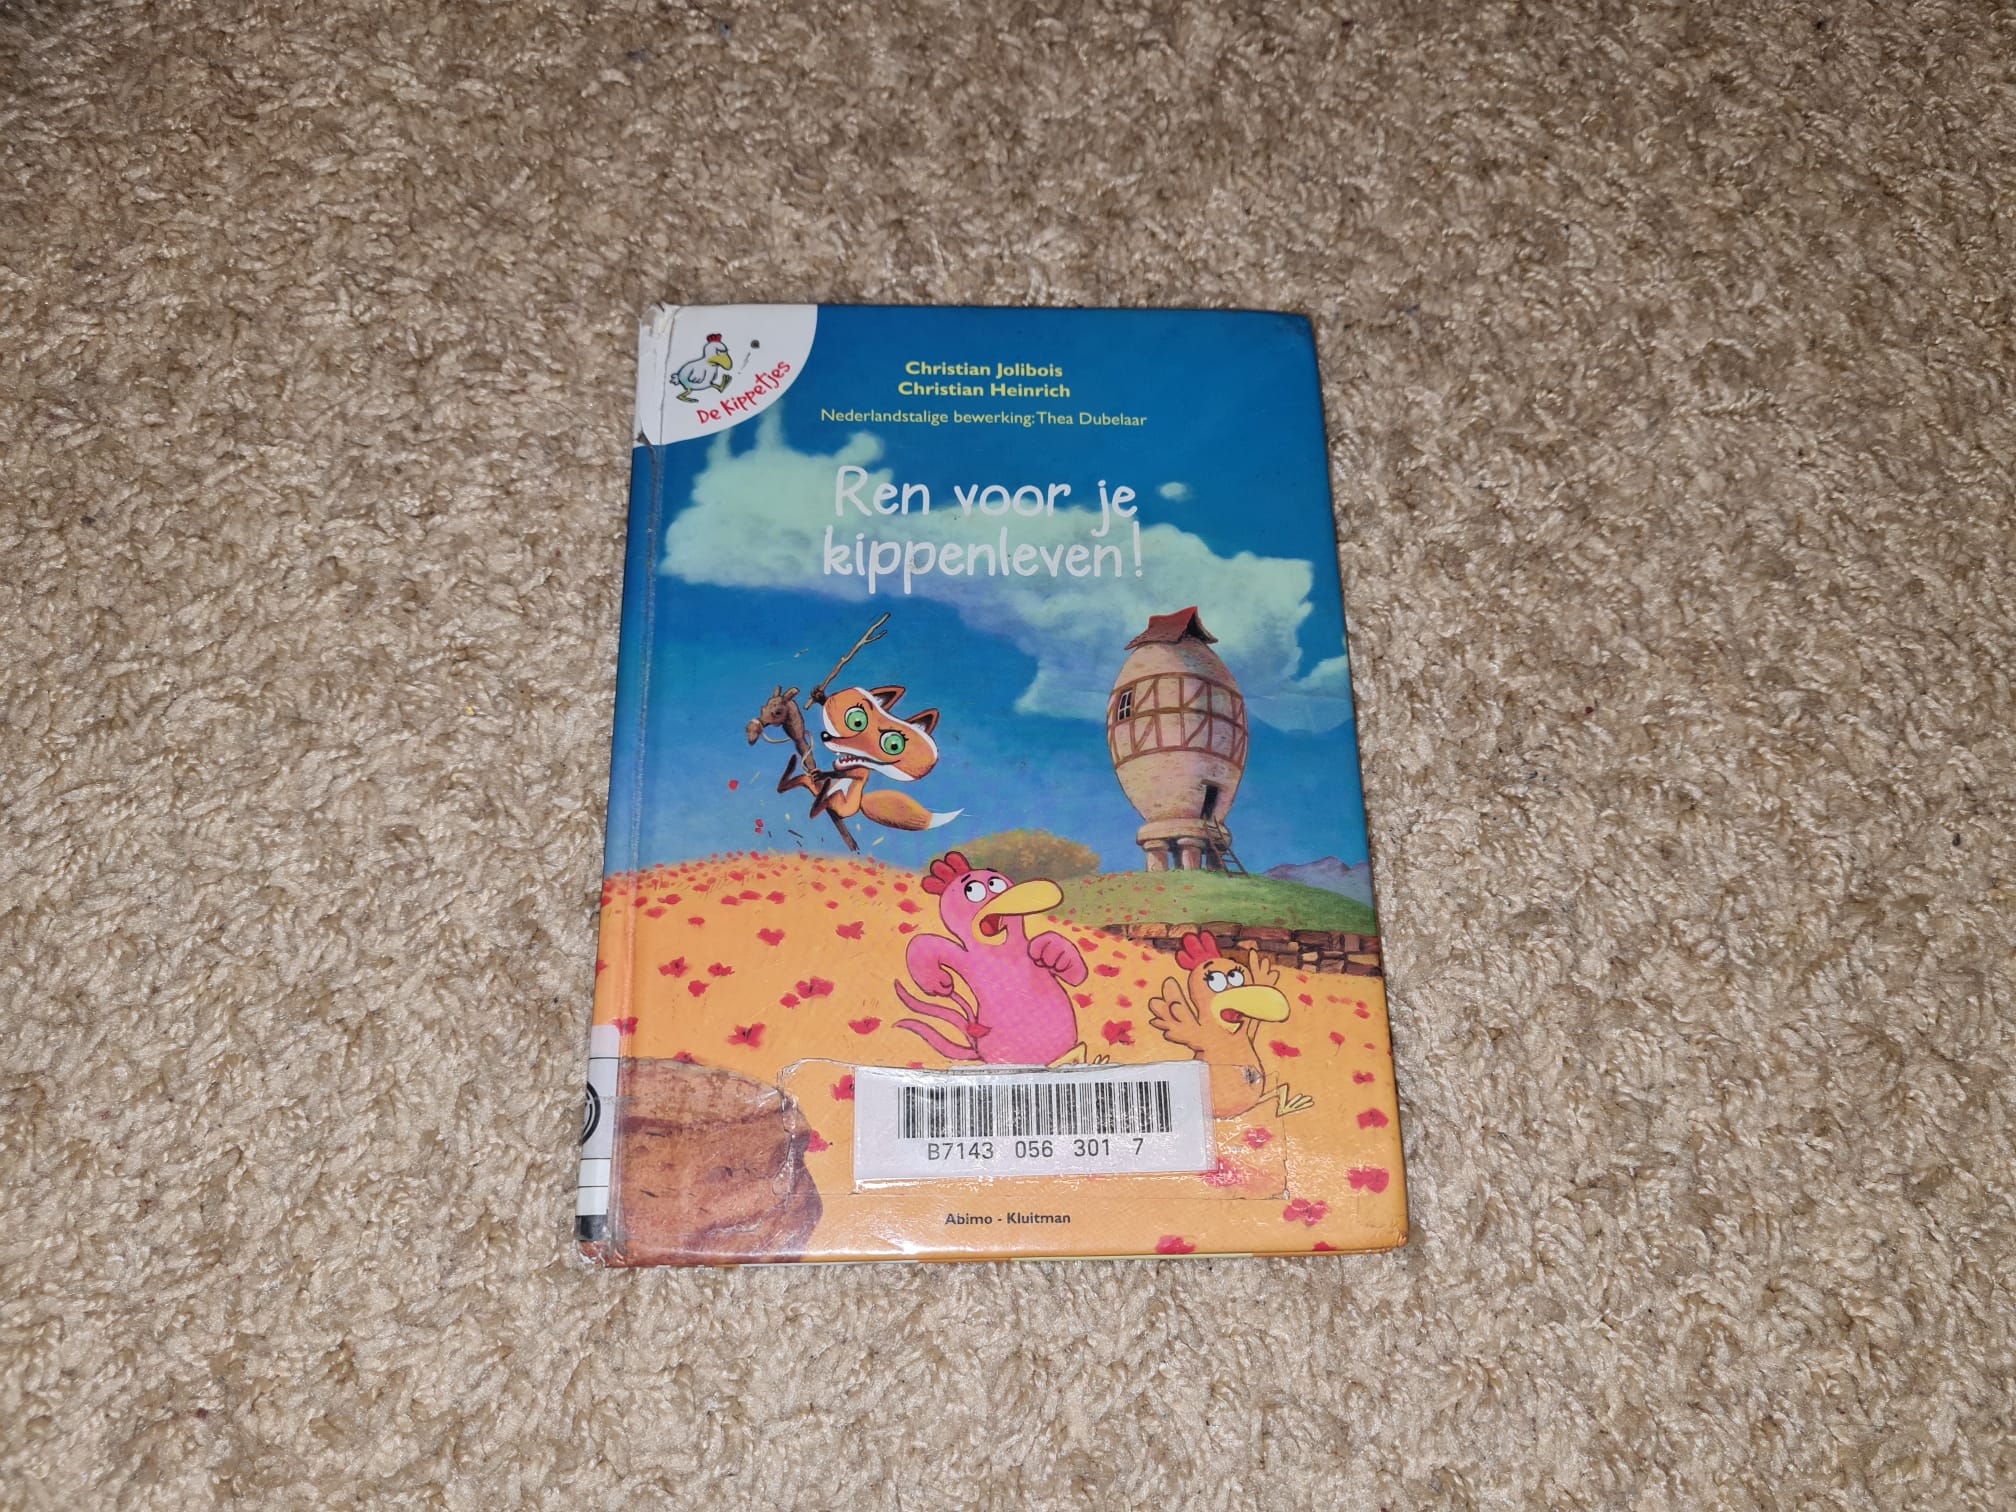 De Kippetjes
Christian Jolibois
Christian Heinrich
Nederlandstalige bewerking: Thea Dubelaar
Ren voor je
kippenleven!
B7143 056 301 7
Abimo - Kluitman